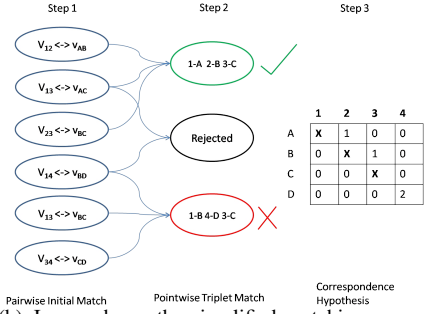 Step 1 Step 2 Step 3
V12 <-> vAB
V13 <-> vAC
V23 <-> vBC
V14 <-> vBD
V13 <-> vBC
V34 <-> vCD
1-A 2-B 3-C
Rejected
1-B 4-D 3-C
1 2 3 4
A X 1 0 0
B 0 X 1 0
C 0 0 X 0
D 0 0 0 2
Pairwise Initial Match
Pointwise Triplet Match
Correspondence
Hypothesis